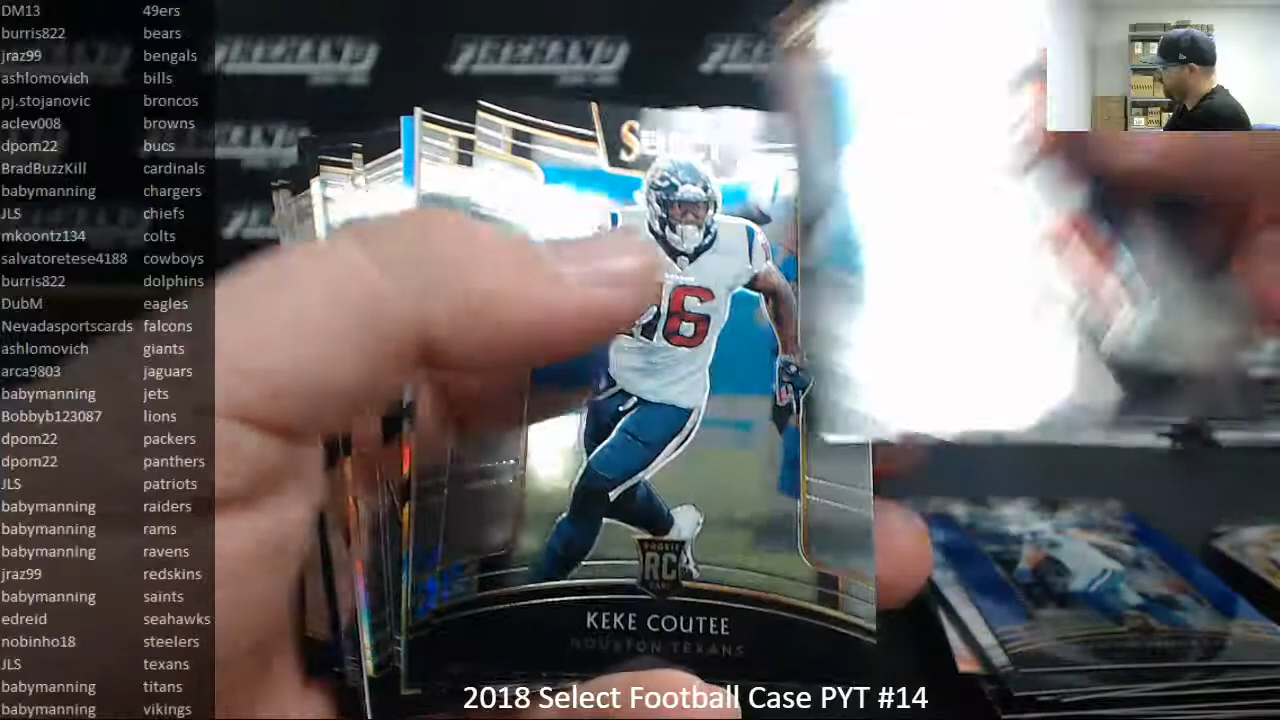 DM13 49ers
burris822 bears
jraz99 bengals
ashlomovich bills
pj.stojanovic broncos
aclev008 browns
dpom22 bucs
BradBuzzKill cardinals
babymanning chargers
JLS chiefs
mkoontz134 colts
salvatoretese4188 cowboys
burris822 dolphins
DubM eagles
Nevadasportscards falcons
ashlomovich giants
arca9803 jaguars
babymanning jets
Bobbyb123087 lions
dpom22 packers
dpom22 panthers
JLS patriots
babymanning raiders
babymanning rams
babymanning ravens
jraz99 redskins
babymanning saints
edreid seahawks
nobinho18 steelers
JLS texans
babymanning titans
babymanning vikings
FIREHAND
SELECT
ROOKIE
RC
KEKE COUTEE
HOUSTON TEXANS
2018 Select Football Case PYT #14